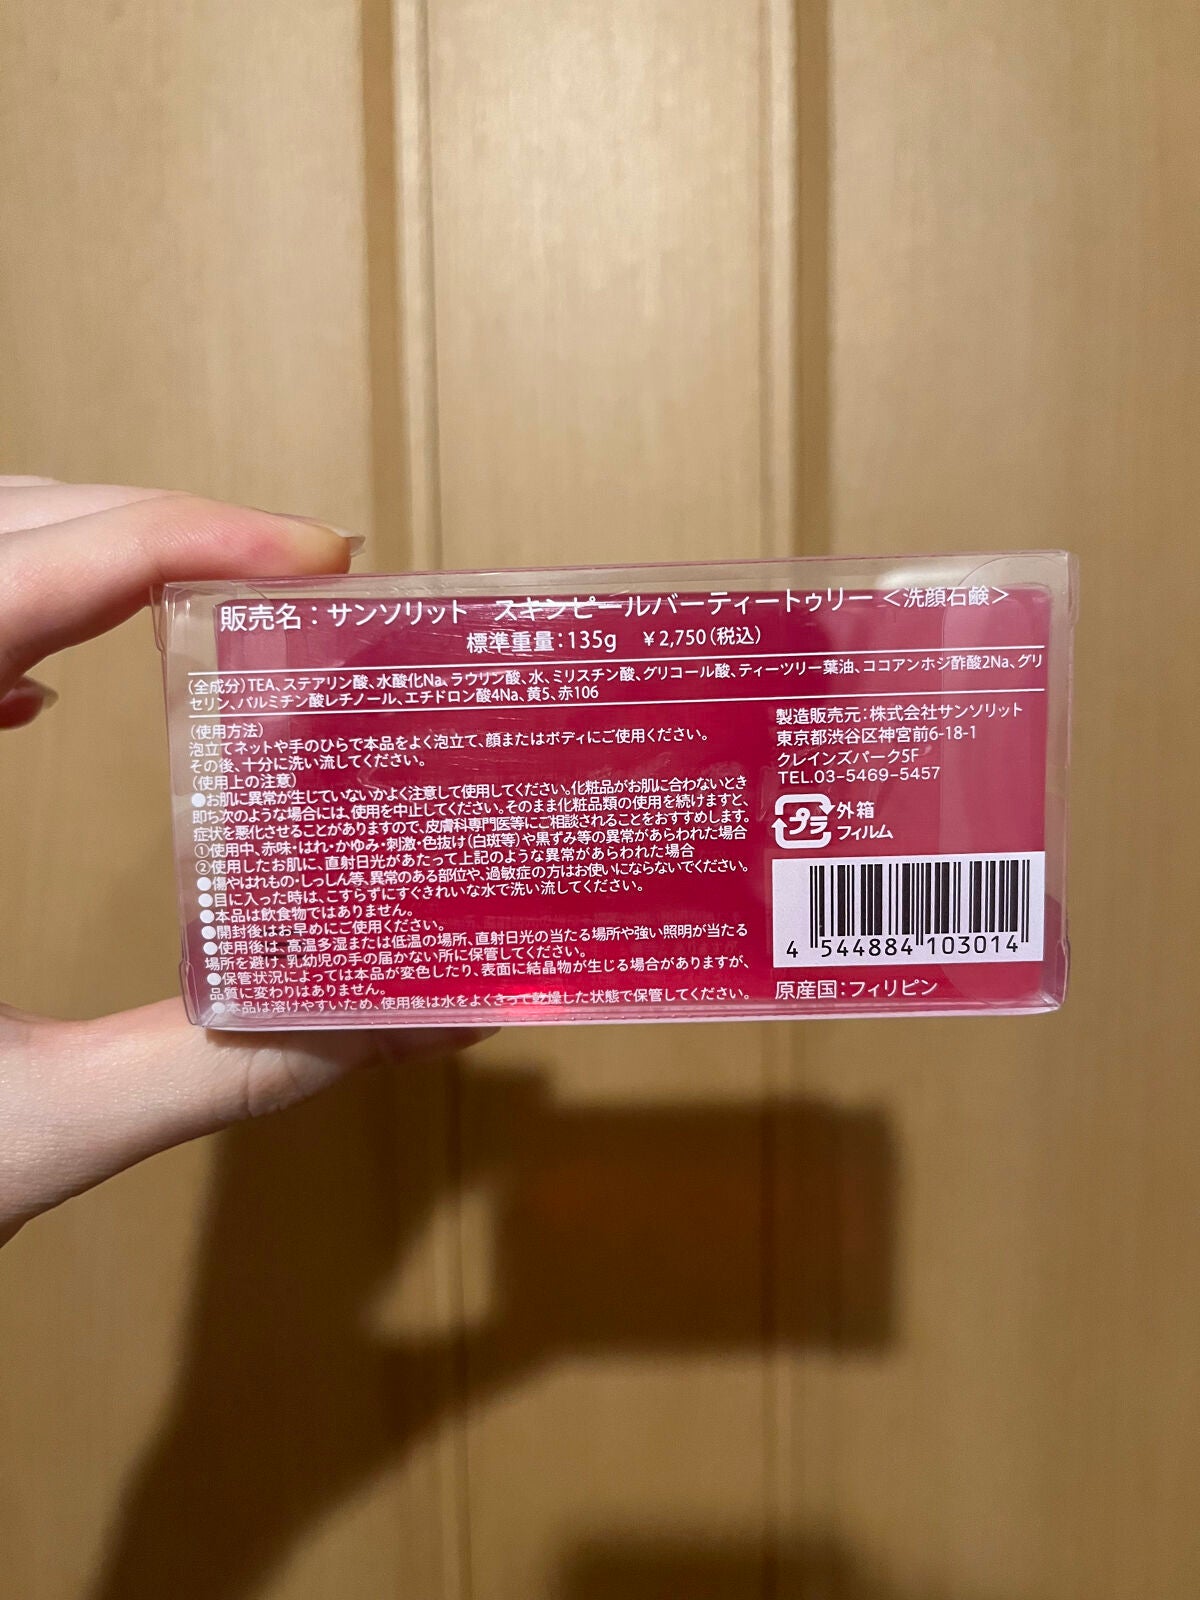 販売名：サンソリット　スキンピールバーティートゥリー＜洗顔石鹸＞
標準重量：135g　￥2,750（税込）
（全成分）TEA、ステアリン酸、水酸化Na、ラウリン酸、水、ミリスチン酸、グリコール酸、ティーツリー葉油、ココアンホジ酢酸2Na、グリ
セリン、パルミチン酸レチノール、エチドロン酸4Na、黄5、赤106
（使用方法）
泡立てネットや手のひらで本品をよく泡立て、顔またはボディにご使用ください。
その後、十分に洗い流してください。
（使用上の注意）
●お肌に異常が生じていないかよく注意して使用してください。化粧品がお肌に合わないとき
即ち次のような場合には、使用を中止してください。そのまま化粧品類の使用を続けますと、
症状を悪化させることがありますので、皮膚科専門医等にご相談されることをおすすめします。
①使用中、赤味・はれ・かゆみ・刺激・色抜け（白斑等）や黒ずみ等の異常があらわれた場合
②使用したお肌に、直射日光があたって上記のような異常があらわれた場合
●傷やはれもの・しっしん等、異常のある部位や、過敏症の方はお使いにならないでください。
●目に入った時は、こすらずにすぐきれいな水で洗い流してください。
●本品は飲食物ではありません。
●開封後はお早めにご使用ください。
●使用後は、高温多湿または低温の場所、直射日光の当たる場所や強い照明が当たる
場所を避け、乳幼児の手の届かない所に保管してください。
●保管状況によっては本品が変色したり、表面に結晶物が生じる場合がありますが、
品質に変わりはありません。
●本品は溶けやすいため、使用後は水をよくきって乾燥した状態で保管してください。
製造販売元：株式会社サンソリット
東京都渋谷区神宮前6-18-1
クレインズパーク5F
TEL.03-5469-5457
プラ
外箱
フィルム
4 544884 103014
原産国：フィリピン